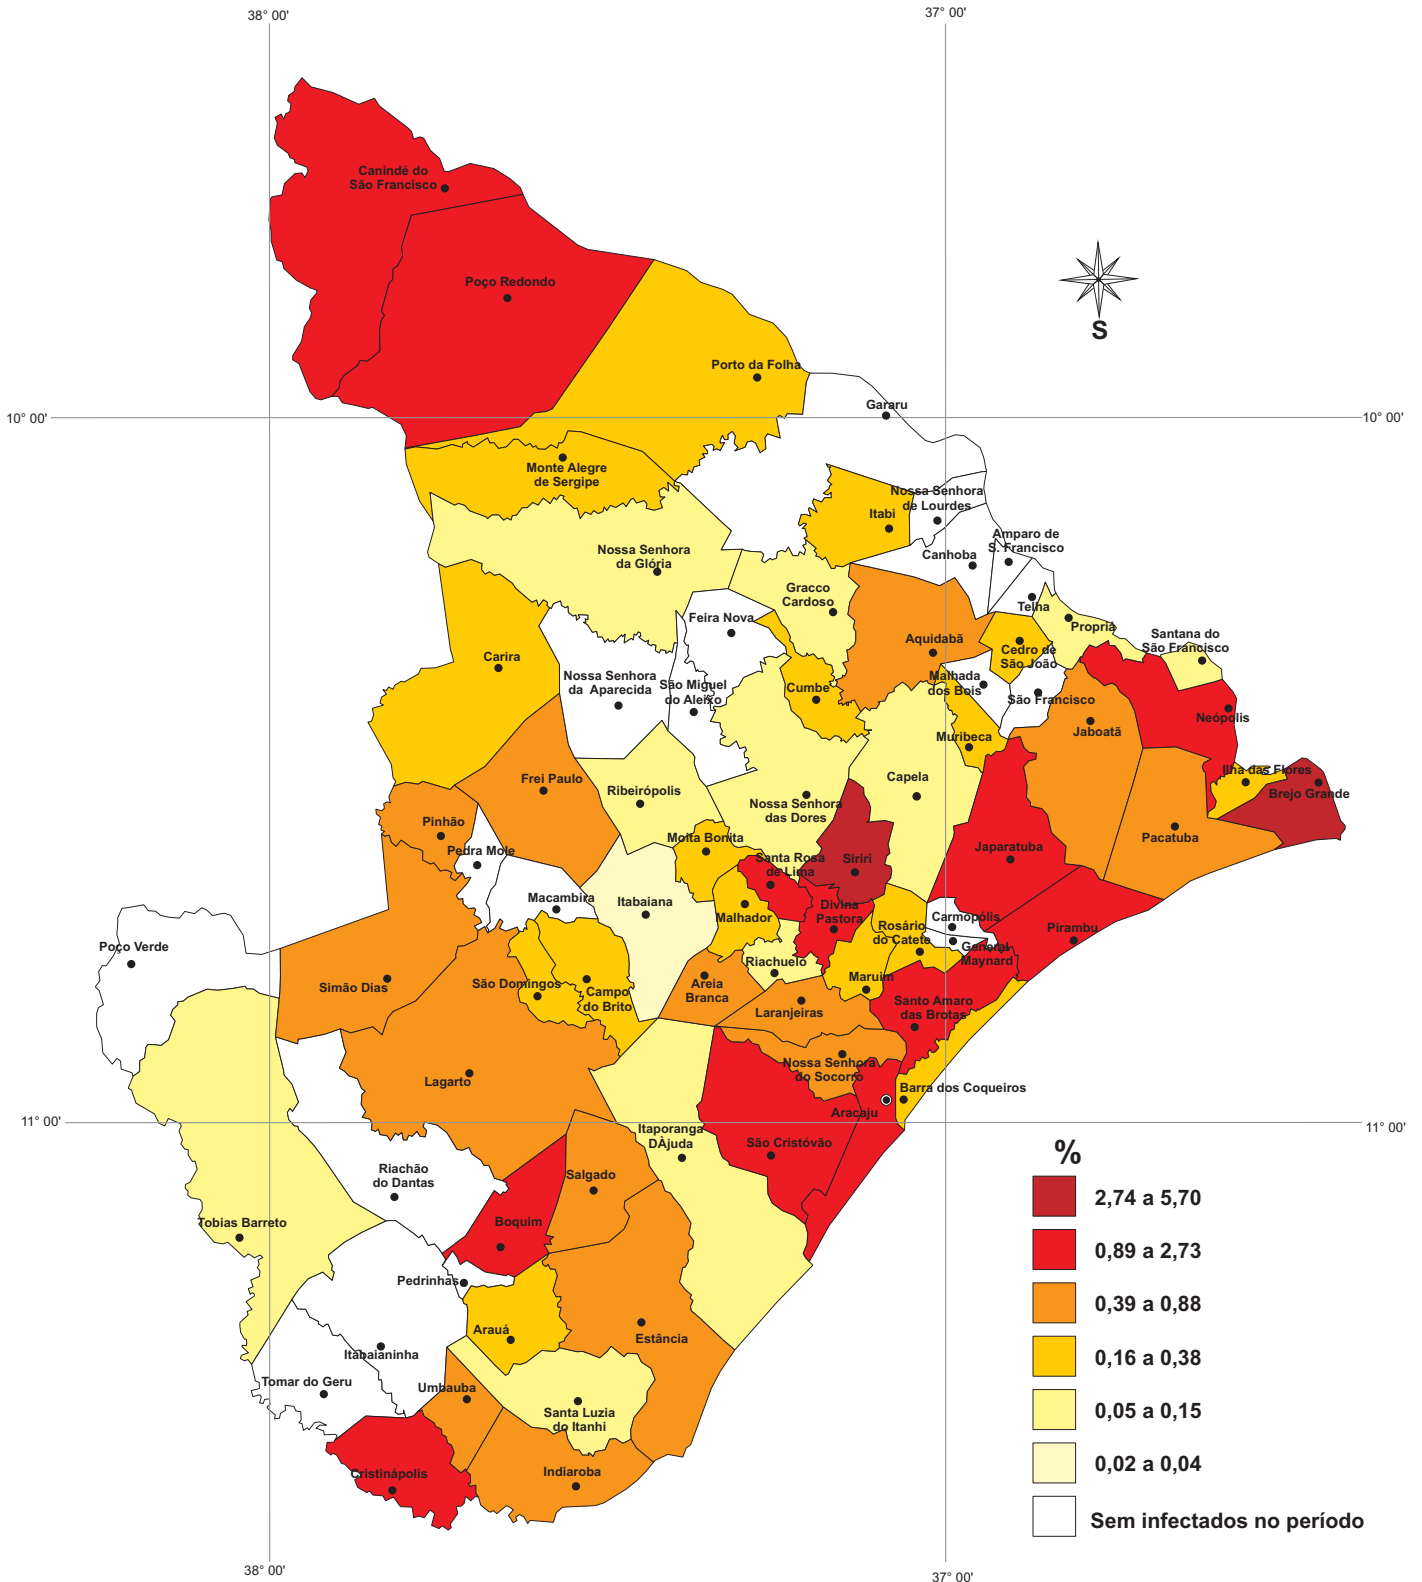 38° 00'
37° 00'
Canindé do
São Francisco
Poço Redondo
S
Porto da Folha
Gararu
10° 00'
10° 00'
Monte Alegre
de Sergipe
Nossa Senhora
de Lourdes
Itabi
Amparo de
S. Francisco
Nossa Senhora
da Glória
Canhoba
Gracco
Cardoso
Telha
Feira Nova
Propriá
Aquidabã
Santana do
São Francisco
Cedro de
São João
Carira
Nossa Senhora
da Aparecida
São Miguel
do Aleixo
Cumbe
Malhada
dos Bois
São Francisco
Neópolis
Jaboatã
Muribeca
Frei Paulo
Ribeirópolis
Capela
Ilha das Flores
Brejo Grande
Nossa Senhora
das Dores
Pinhão
Moita Bonita
Pacatuba
Pedra Mole
Santa Rosa
de Lima
Siriri
Japaratuba
Macambira
Itabaiana
Malhador
Divina
Pastora
Carmópolis
Rosário
do Catete
Pirambu
Poço Verde
General
Maynard
Riachuelo
Simão Dias
São Domingos
Campo
do Brito
Areia
Branca
Maruim
Laranjeiras
Santo Amaro
das Brotas
Lagarto
Nossa Senhora
do Socorro
Barra dos Coqueiros
Aracaju
11° 00'
11° 00'
Itaporanga
DÀjuda
São Cristóvão
Riachão
do Dantas
Salgado
%
2,74 a 5,70
Tobias Barreto
Boquim
0,89 a 2,73
Pedrinhas
0,39 a 0,88
Arauá
Estância
Itabaianinha
0,16 a 0,38
Tomar do Geru
Umbauba
0,05 a 0,15
Santa Luzia
do Itanhi
Cristinápolis
Indiaroba
0,02 a 0,04
Sem infectados no período
38° 00'
37° 00'